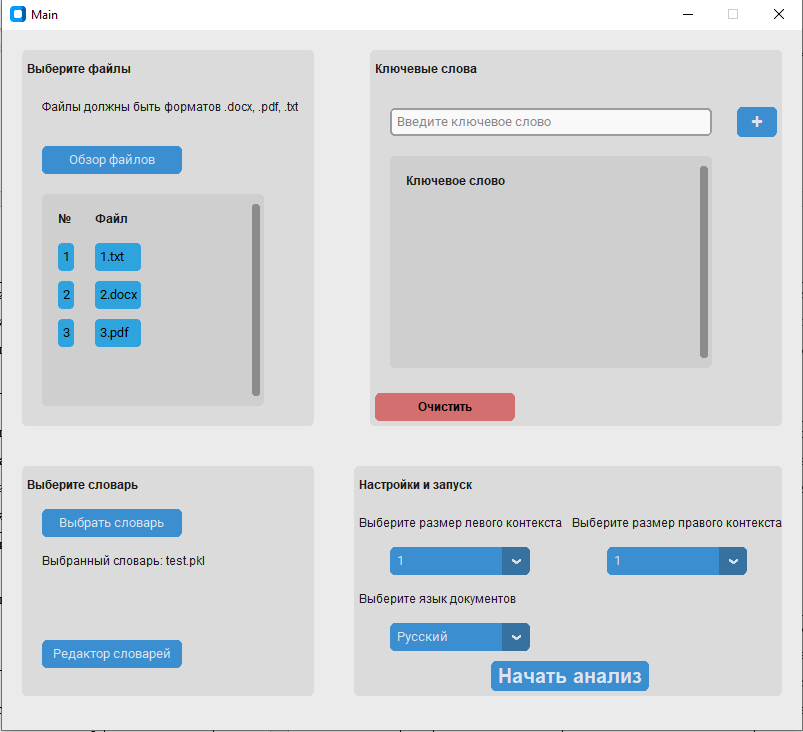 Main
Выберите файлы
Файлы должны быть форматов .docx, .pdf, .txt
Обзор файлов
№ Файл
1 1.txt
2 2.docx
3 3.pdf
Ключевые слова
Введите ключевое слово +
Ключевое слово
Очистить
Выберите словарь
Выбрать словарь
Выбранный словарь: test.pkl
Редактор словарей
Настройки и запуск
Выберите размер левого контекста Выберите размер правого контекста
1 1
Выберите язык документов
Русский
Начать анализ